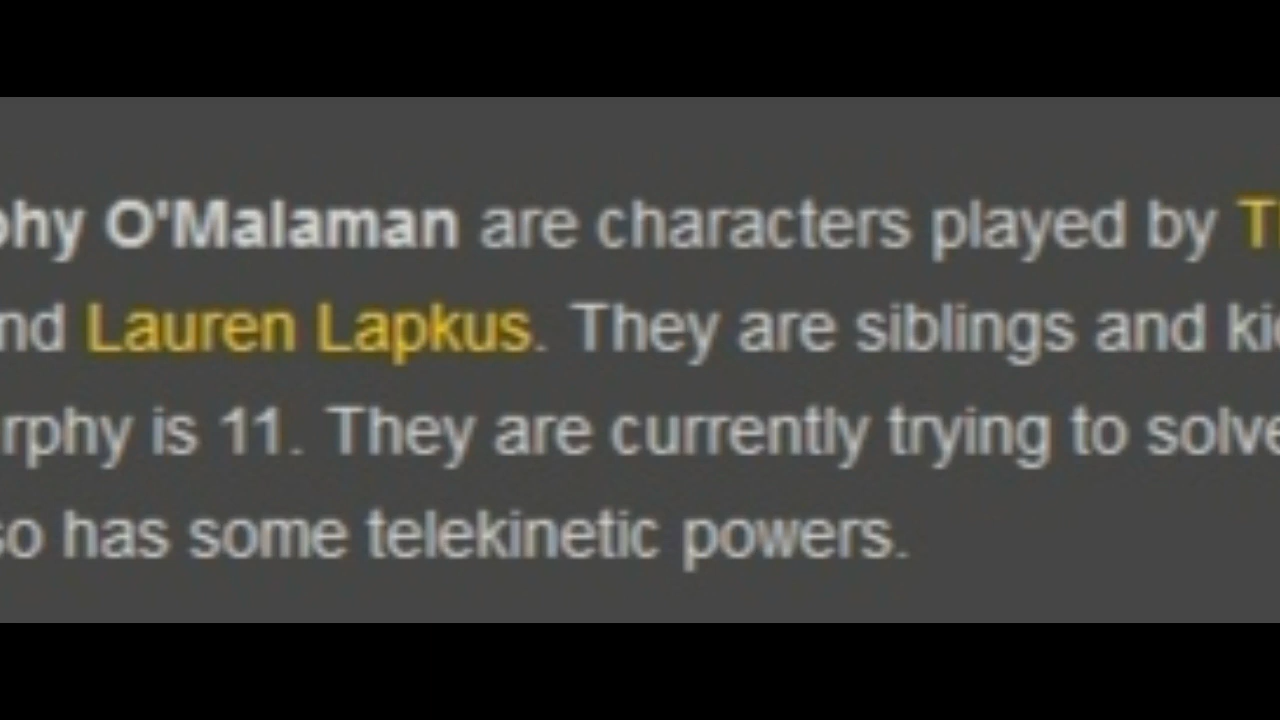 phy O'Malaman are characters played by
nd Lauren Lapkus. They are siblings and
rphy is 11. They are currently trying to solve
so has some telekinetic powers.